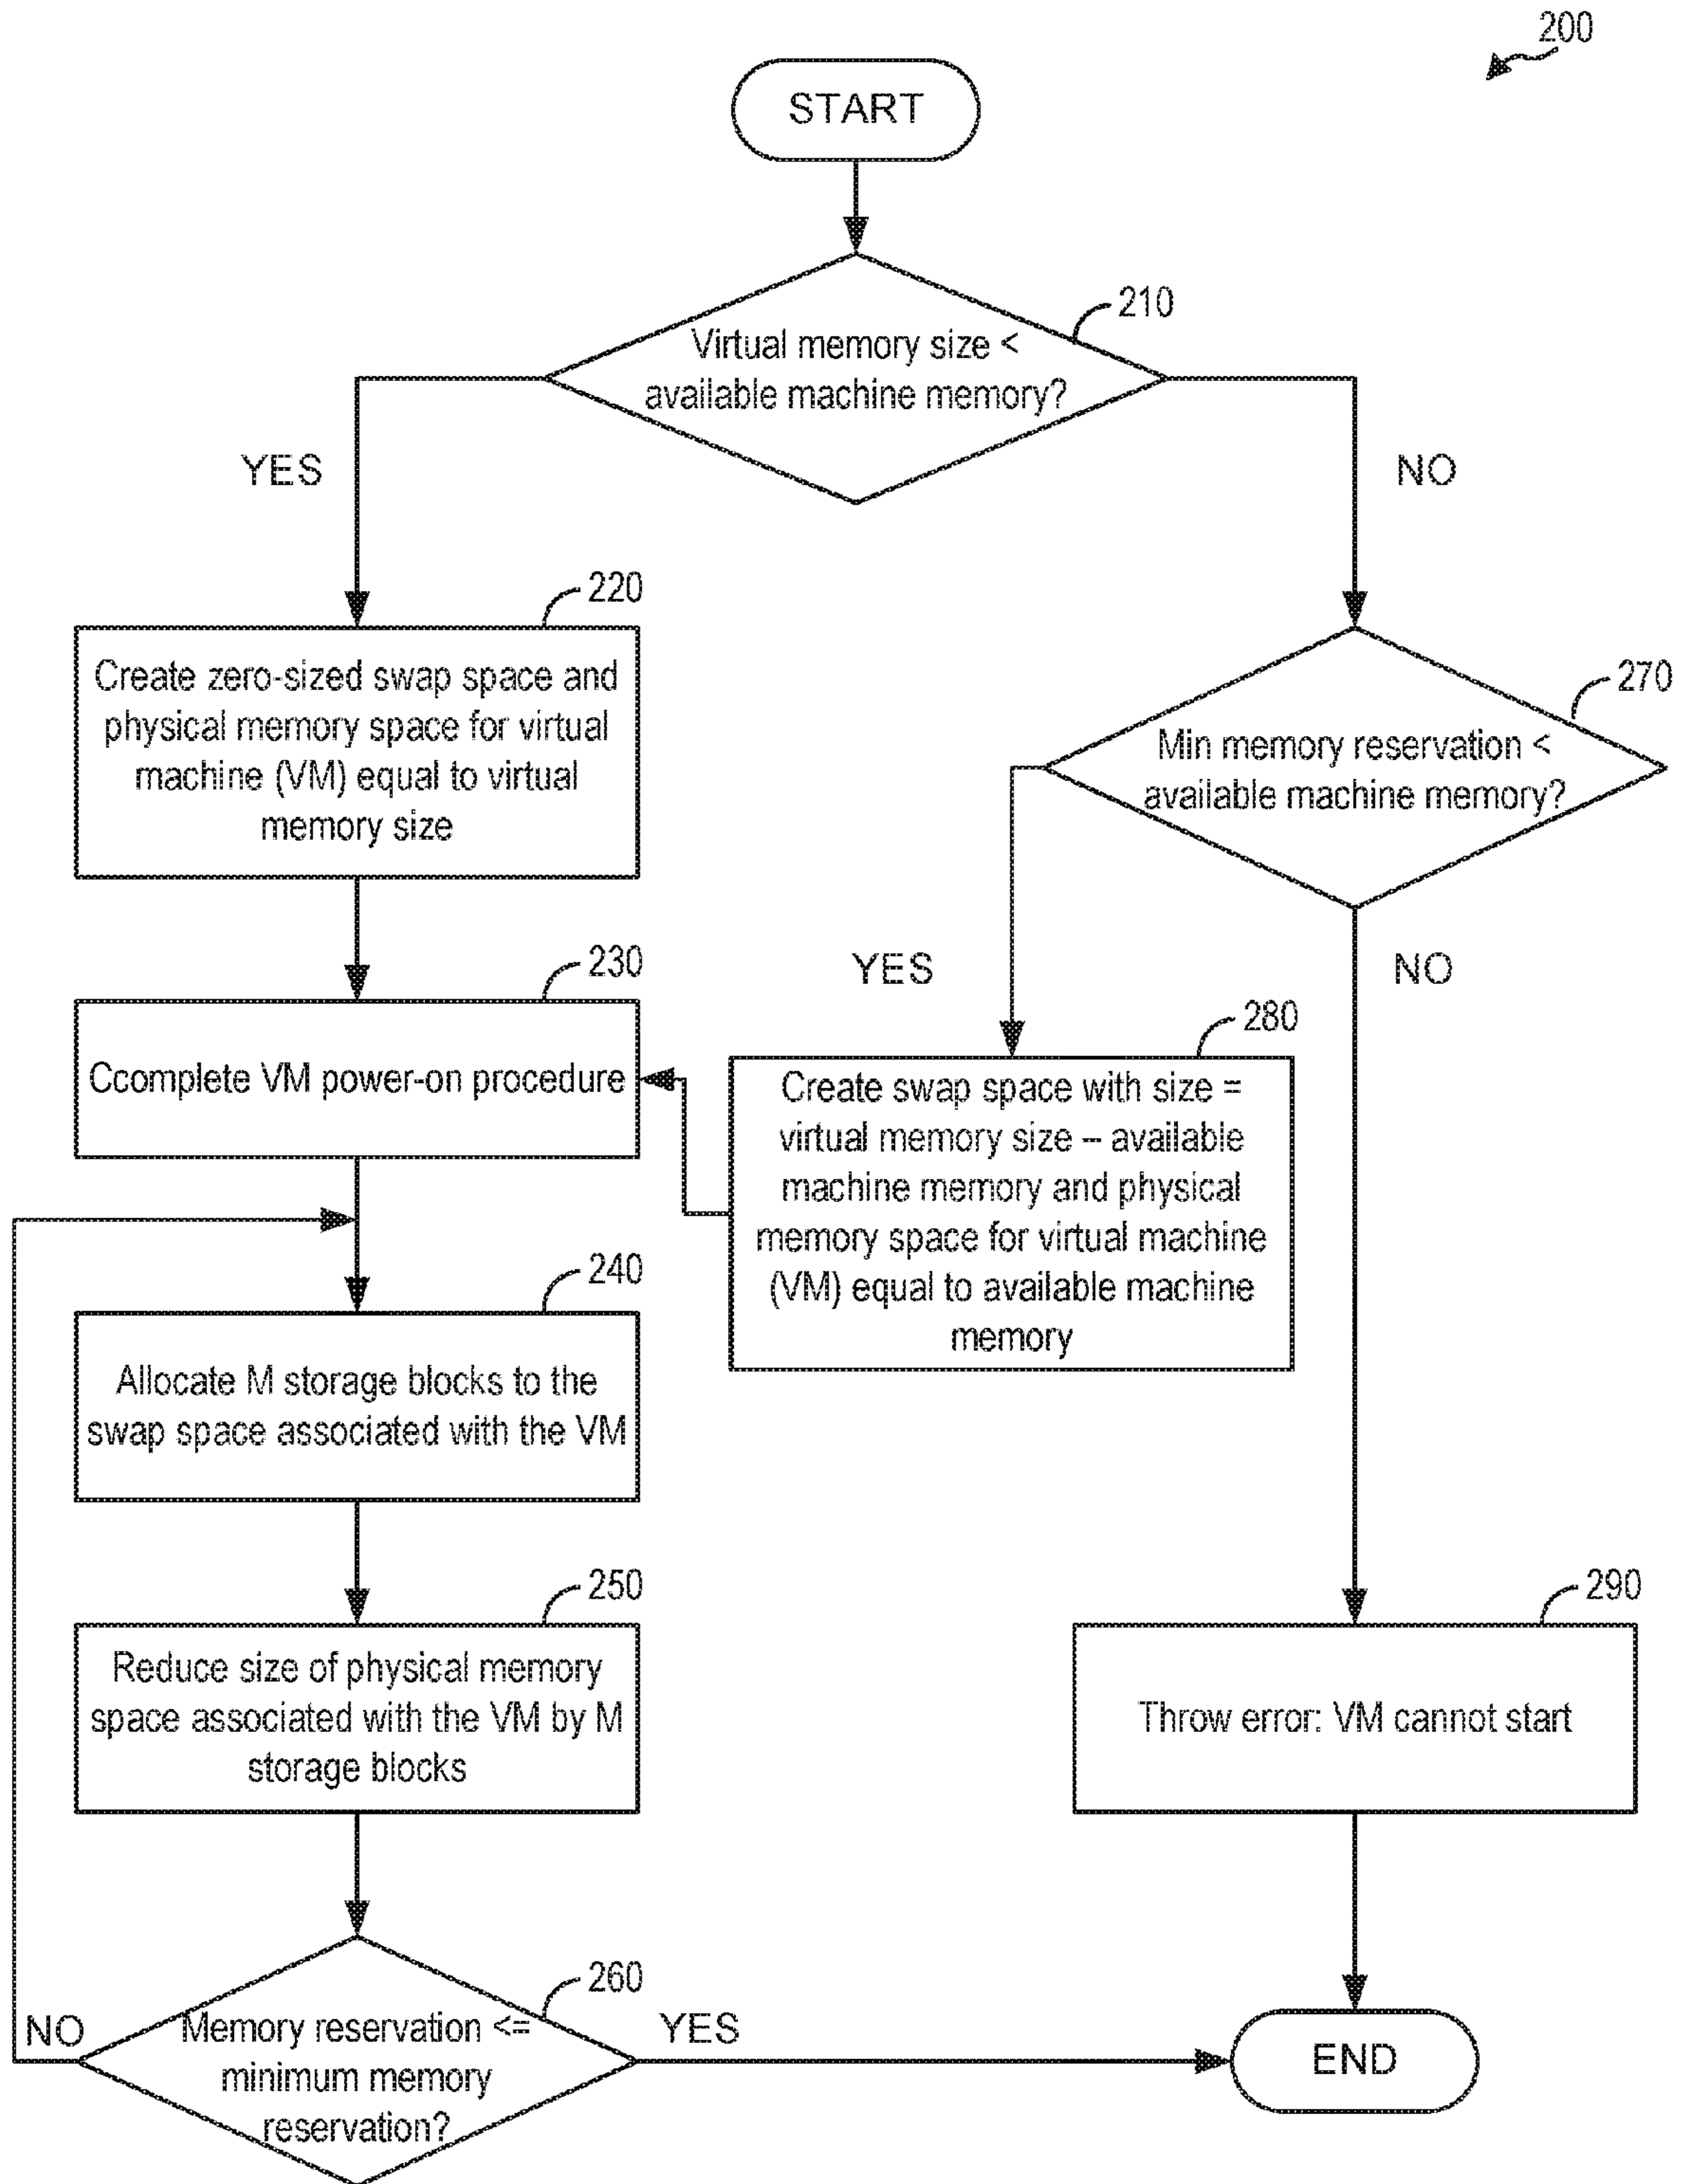 200
START
210
Virtual memory size <
available machine memory?
YES
NO
220
Create zero-sized swap space and
physical memory space for virtual
machine (VM) equal to virtual
memory size
270
Min memory reservation <
available machine memory?
230
Ccomplete VM power-on procedure
YES
NO
280
Create swap space with size =
virtual memory size – available
machine memory and physical
memory space for virtual machine
(VM) equal to available machine
memory
240
Allocate M storage blocks to the
swap space associated with the VM
250
Reduce size of physical memory
space associated with the VM by M
storage blocks
290
Throw error: VM cannot start
260
Memory reservation <=
minimum memory
reservation?
NO
YES
END